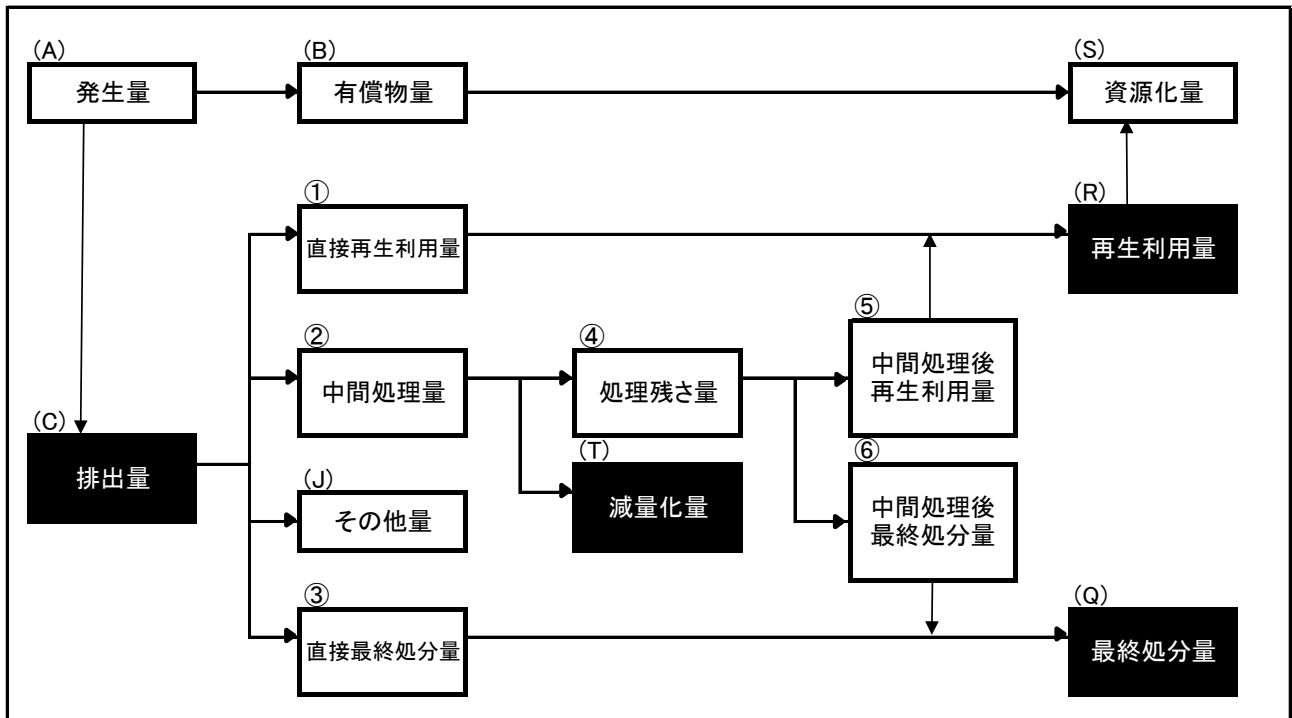 (A)
発生量
(B)
有償物量
(S)
資源化量
①
直接再生利用量
(R)
再生利用量
②
中間処理量
④
処理残さ量
⑤
中間処理後
再生利用量
(C)
排出量
(J)
その他量
(T)
減量化量
⑥
中間処理後
最終処分量
③
直接最終処分量
(Q)
最終処分量